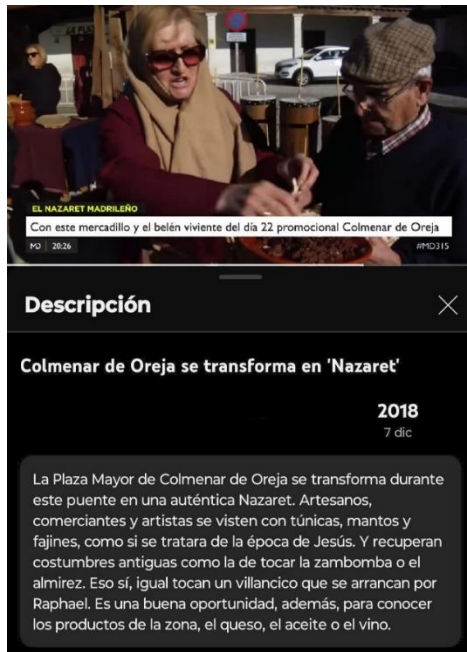 LA PLA
EL NAZARET MADRILEÑO
Con este mercadillo y el belén viviente del día 22 promocional Colmenar de Oreja
MD | 20:26
#MD315
Descripción
Colmenar de Oreja se transforma en 'Nazaret'
2018
7 dic
La Plaza Mayor de Colmenar de Oreja se transforma durante
este puente en una auténtica Nazaret. Artesanos,
comerciantes y artistas se visten con túnicas, mantos y
fajines, como si se tratara de la época de Jesús. Y recuperan
costumbres antiguas como la de tocar la zambomba o el
almirez. Eso sí, igual tocan un villancico que se arrancan por
Raphael. Es una buena oportunidad, además, para conocer
los productos de la zona, el queso, el aceite o el vino.